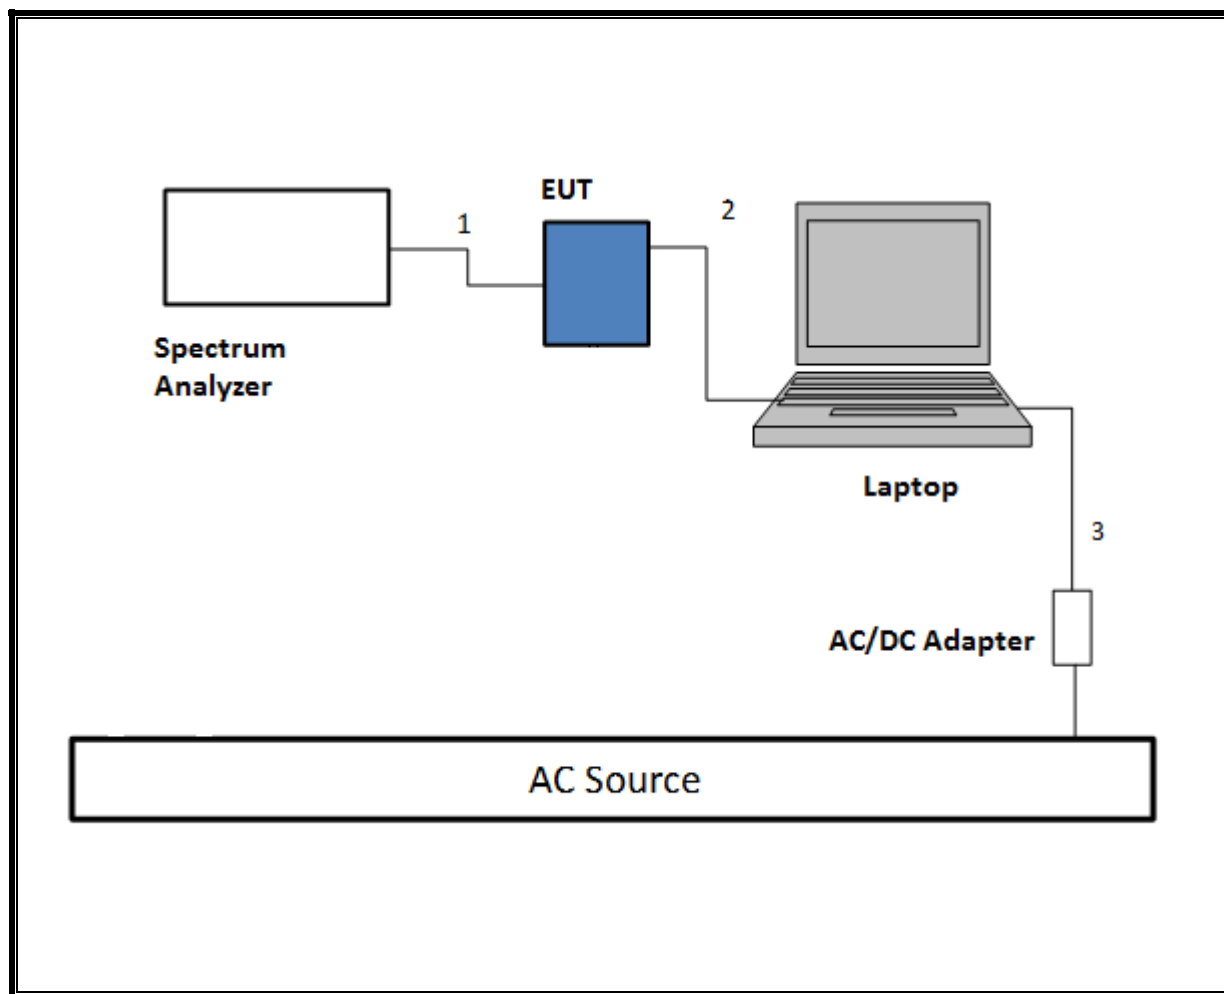 EUT
1
2
Spectrum
Analyzer
Laptop
3
AC/DC Adapter
AC Source